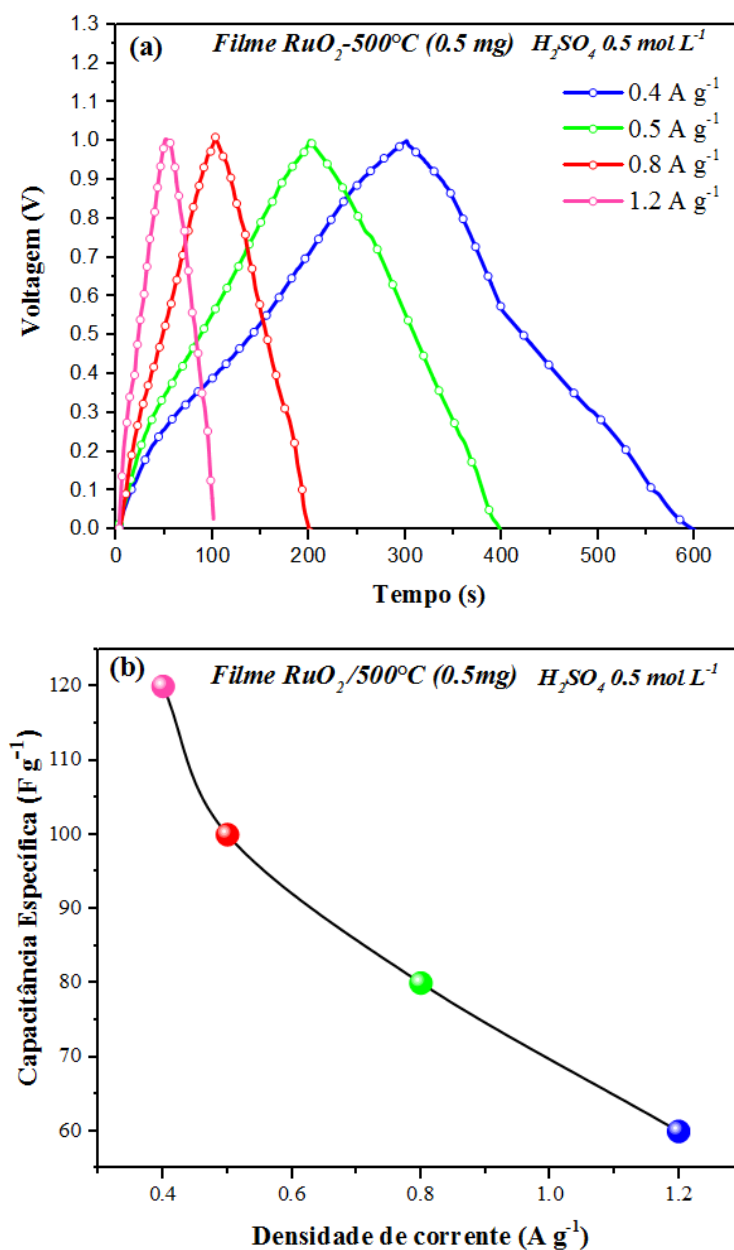 (a) Filme RuO₂-500°C (0.5 mg) H₂SO₄ 0.5 mol L⁻¹
0.4 A g⁻¹
0.5 A g⁻¹
0.8 A g⁻¹
1.2 A g⁻¹
Voltagem (V)
1.3
1.2
1.1
1.0
0.9
0.8
0.7
0.6
0.5
0.4
0.3
0.2
0.1
0.0
0 100 200 300 400 500 600
Tempo (s)
(b) Filme RuO₂/500°C (0.5mg) H₂SO₄ 0.5 mol L⁻¹
Capacitância Específica (F g⁻¹)
120
110
100
90
80
70
60
0.4 0.6 0.8 1.0 1.2
Densidade de corrente (A g⁻¹)